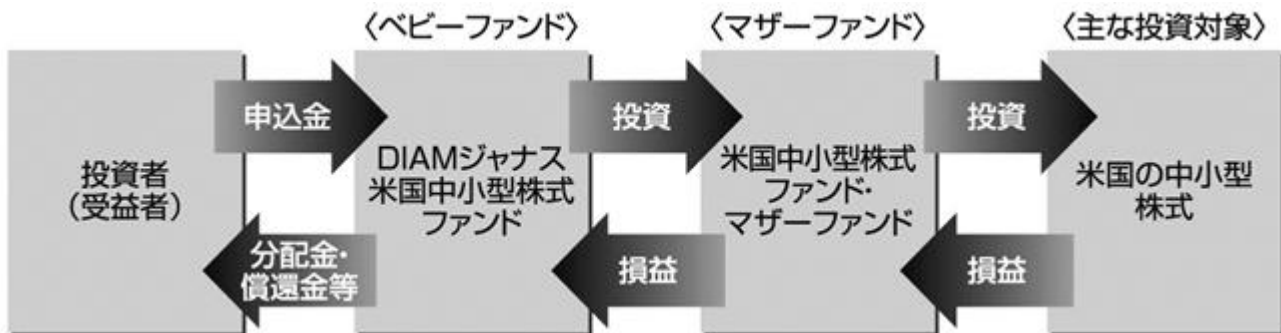 〈ベビーファンド〉
〈マザーファンド〉
〈主な投資対象〉
申込金
投資
投資
投資者
(受益者)
DIAMジャナス
米国中小型株式
ファンド
米国中小型株式
ファンド・
マザーファンド
米国の中小型
株式
分配金・
償還金等
損益
損益